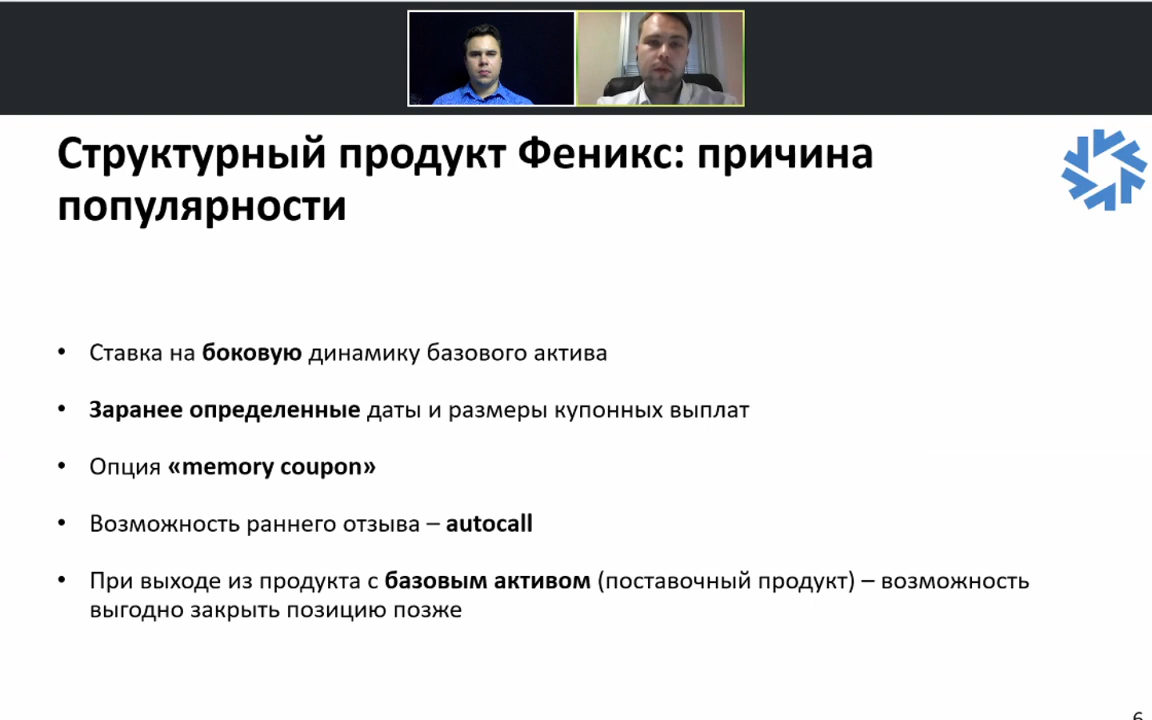 Структурный продукт Феникс: причина
популярности
• Ставка на боковую динамику базового актива
• Заранее определенные даты и размеры купонных выплат
• Опция «memory coupon»
• Возможность раннего отзыва – autocall
• При выходе из продукта с базовым активом (поставочный продукт) – возможность
выгодно закрыть позицию позже
6